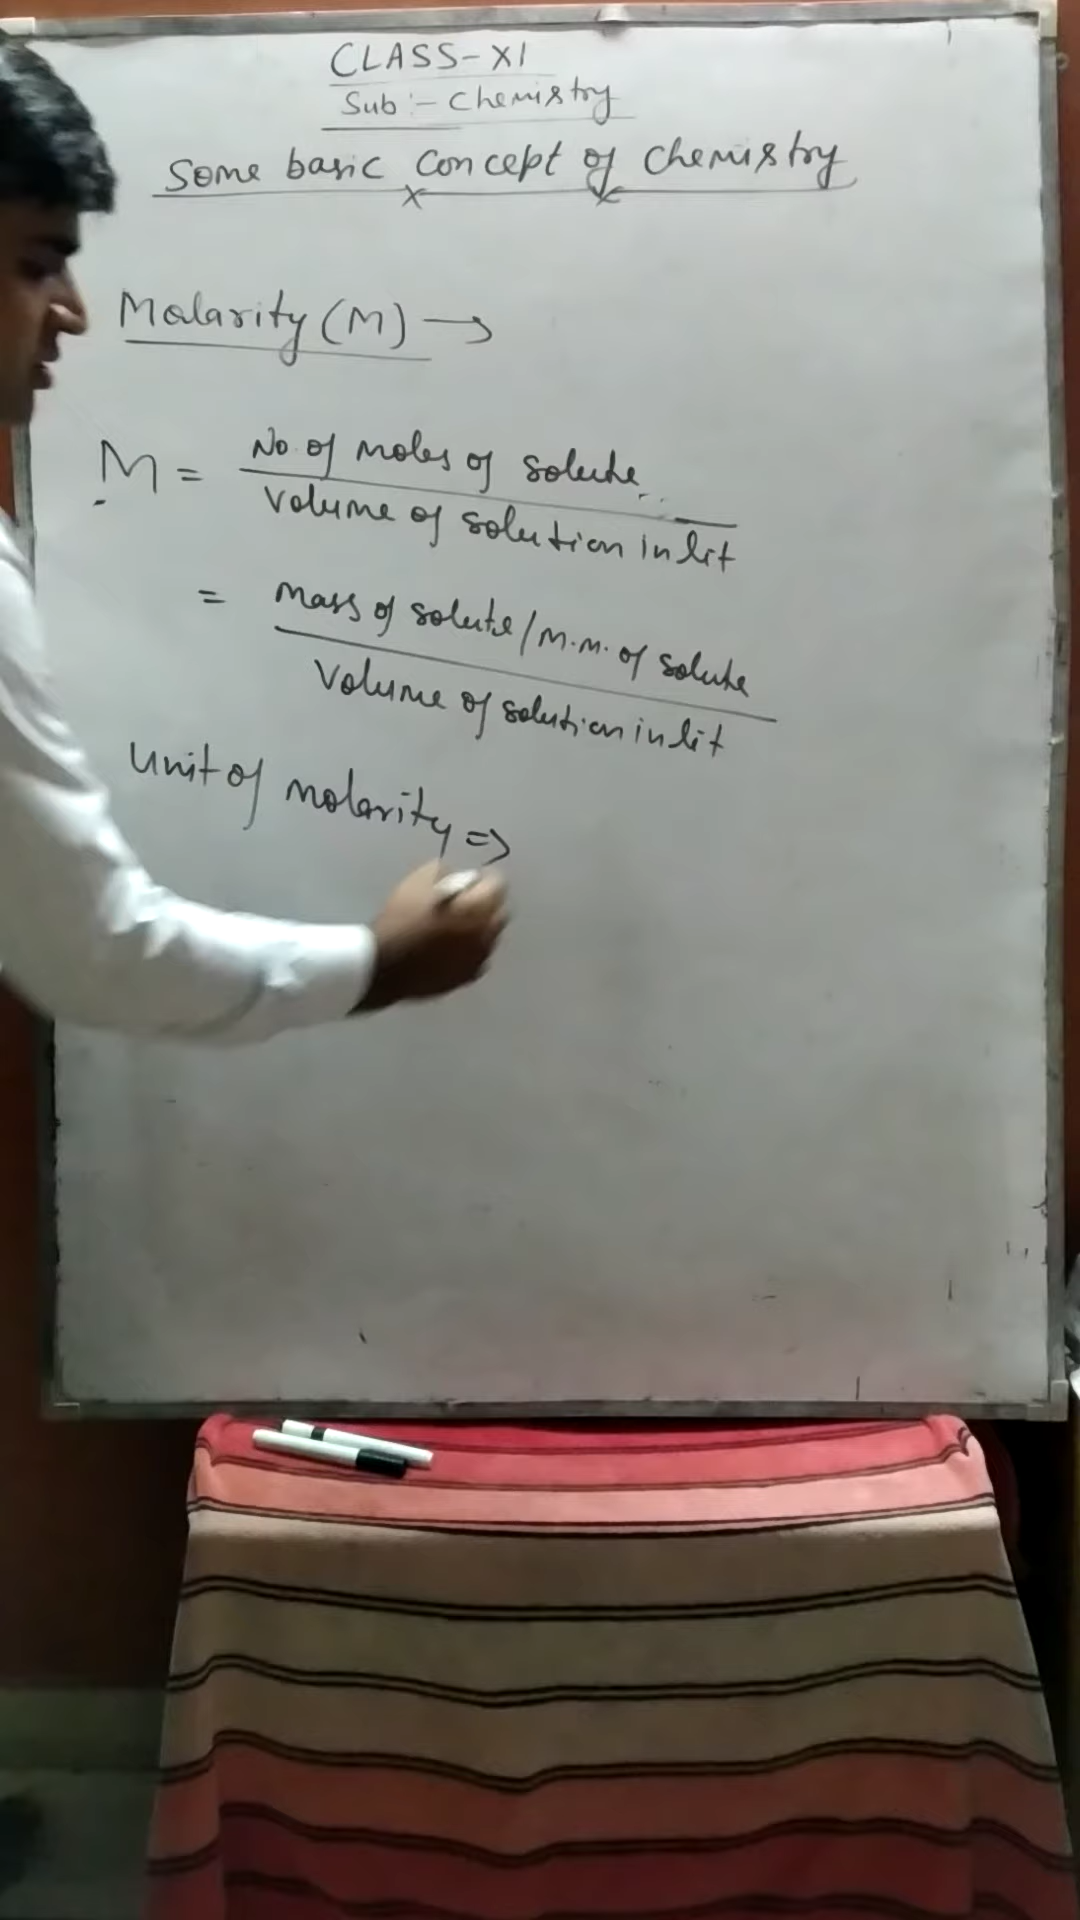 CLASS-XI
Sub:- Chemistry
Some basic concept of chemistry
Molarity (M) →
M = No. of moles of solute
Volume of solution in lit
= Mass of solute/M.M. of solute
Volume of solution in lit
Unit of molarity ⇒